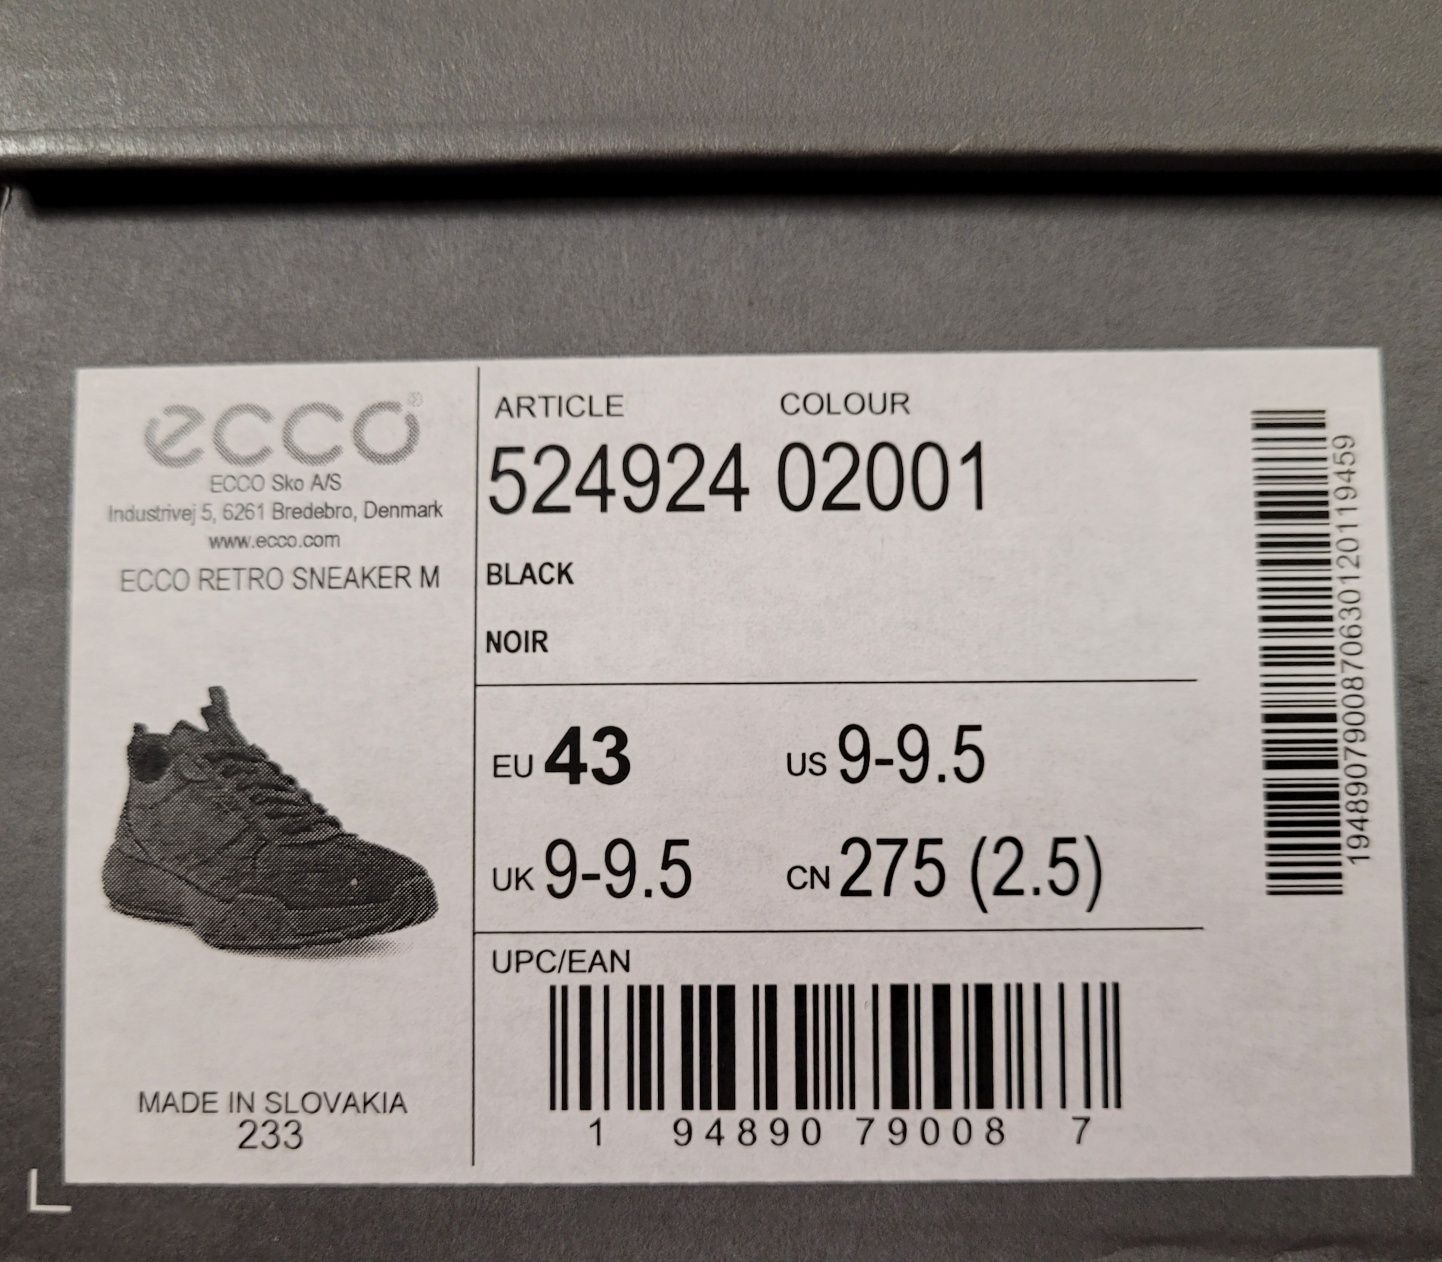 ecco®
ECCO Sko A/S
Industrivej 5, 6261 Bredebro, Denmark
www.ecco.com
ECCO RETRO SNEAKER M
MADE IN SLOVAKIA
233
ARTICLE COLOUR
524924 02001
BLACK
NOIR
EU 43 US 9-9.5
UK 9-9.5 CN 275 (2.5)
UPC/EAN
1 94890 79008 7
1948907900870630120119459